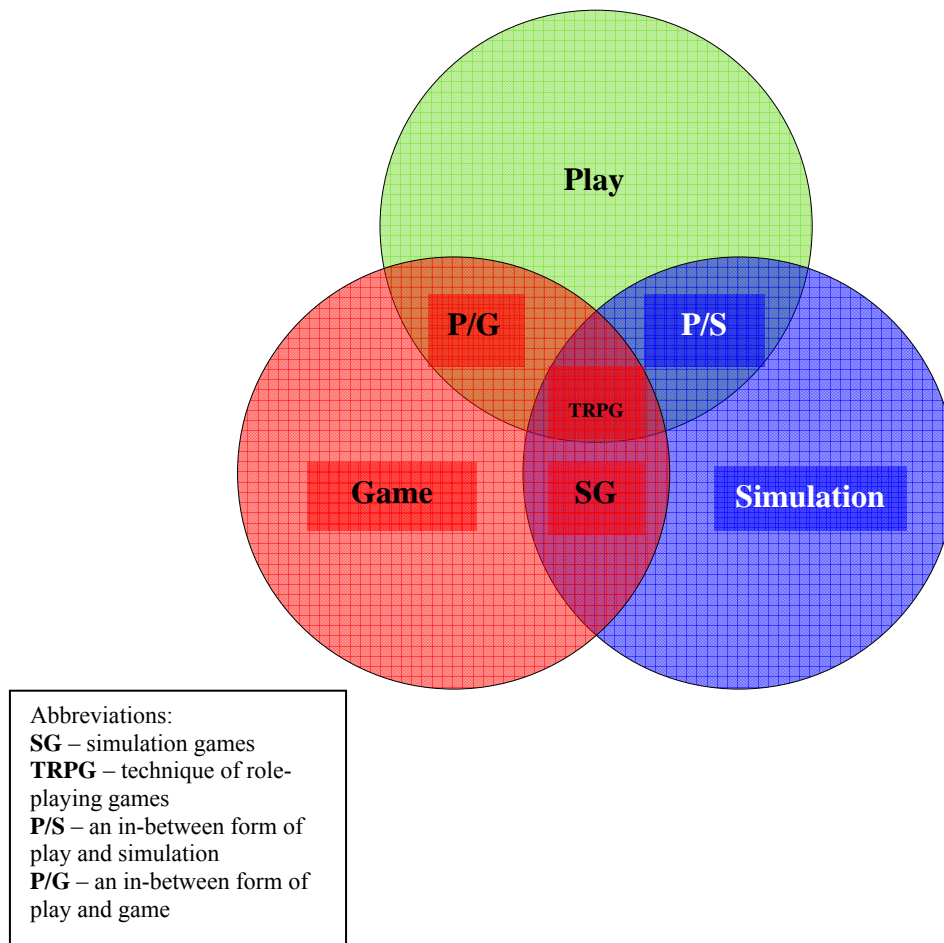 Play
P/G
P/S
TRPG
Game
SG
Simulation
Abbreviations:
SG – simulation games
TRPG – technique of role-
playing games
P/S – an in-between form of
play and simulation
P/G – an in-between form of
play and game